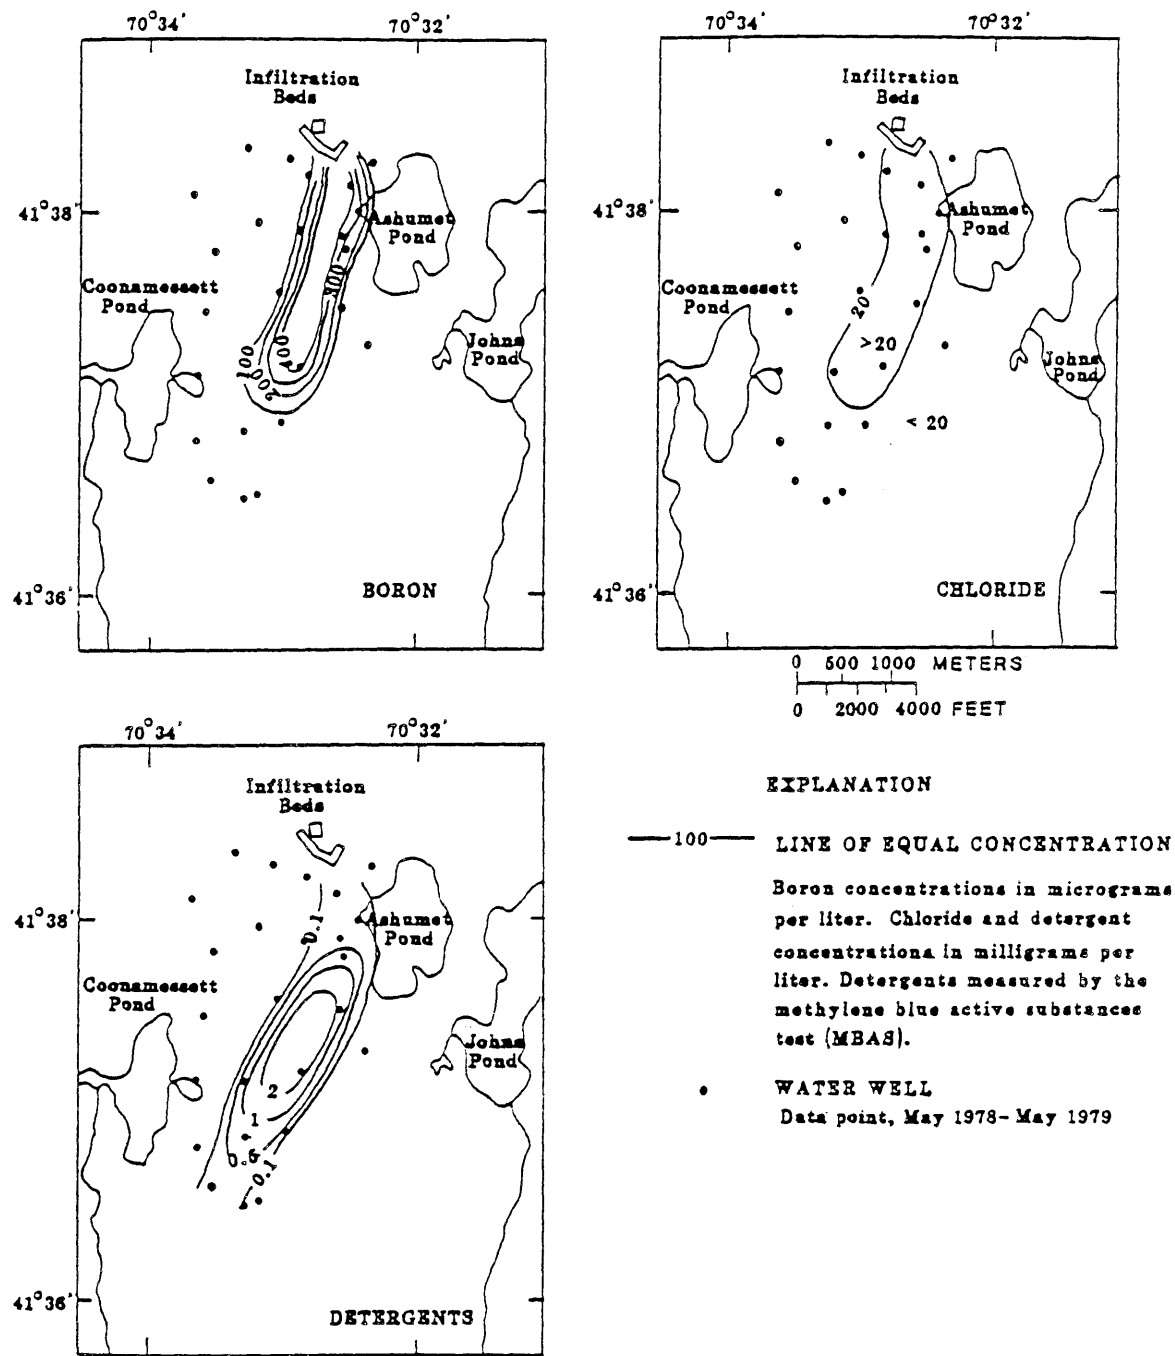 70°34'
70°32'
Infiltration
Beds
41°38'
Ashumet
Pond
Coonamessett
Pond
Johns
Pond
100
200
300
400
41°36'
BORON
70°34'
70°32'
Infiltration
Beds
41°38'
Ashumet
Pond
Coonamessett
Pond
Johns
Pond
20
>20
< 20
41°36'
CHLORIDE
0 500 1000 METERS
0 2000 4000 FEET
70°34'
70°32'
Infiltration
Beds
41°38'
Ashumet
Pond
Coonamessett
Pond
Johns
Pond
0.1
2
1
0.5
0.1
41°36'
DETERGENTS
EXPLANATION
100
LINE OF EQUAL CONCENTRATION
Boron concentrations in micrograms
per liter. Chloride and detergent
concentrations in milligrams per
liter. Detergents measured by the
methylene blue active substances
test (MBAS).
WATER WELL
Data point, May 1978- May 1979